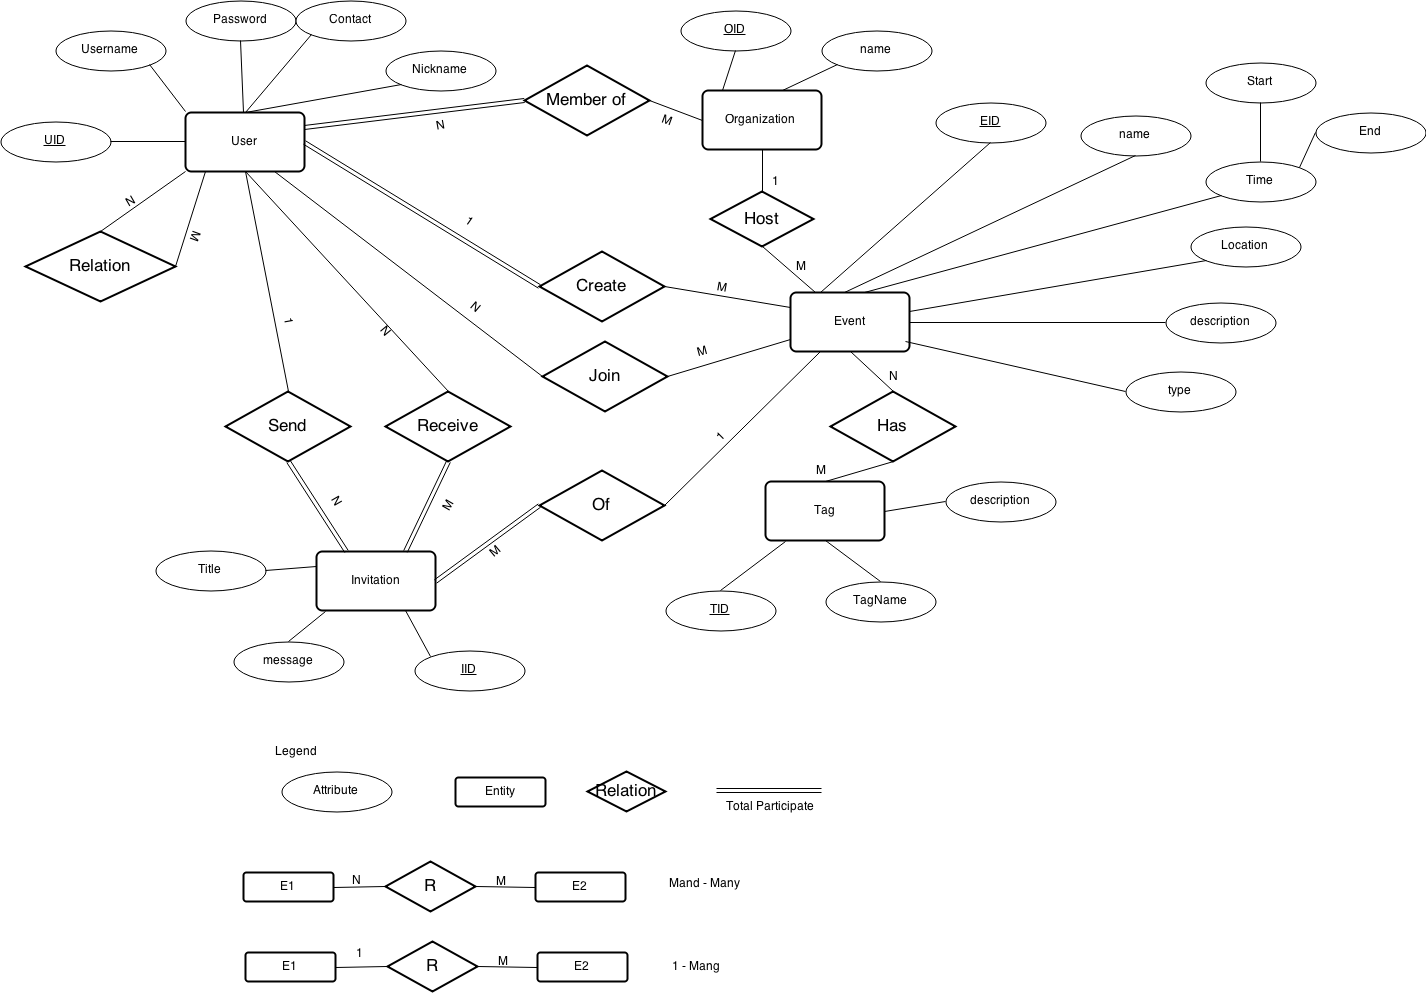 Password
Contact
Username
Nickname
OID
name
Start
End
UID
User
Member of
N
M
Organization
EID
name
Time
N
M
Relation
1
Host
M
1
Create
M
Location
Event
description
type
1
N
N
Join
M
Send
Receive
1
N
Has
M
N
M
Of
M
Tag
description
TID
TagName
Title
Invitation
message
IID
Legend
Attribute
Entity
Relation
Total Participate
E1
N
R
M
E2
Mand - Many
E1
1
R
M
E2
1 - Mang